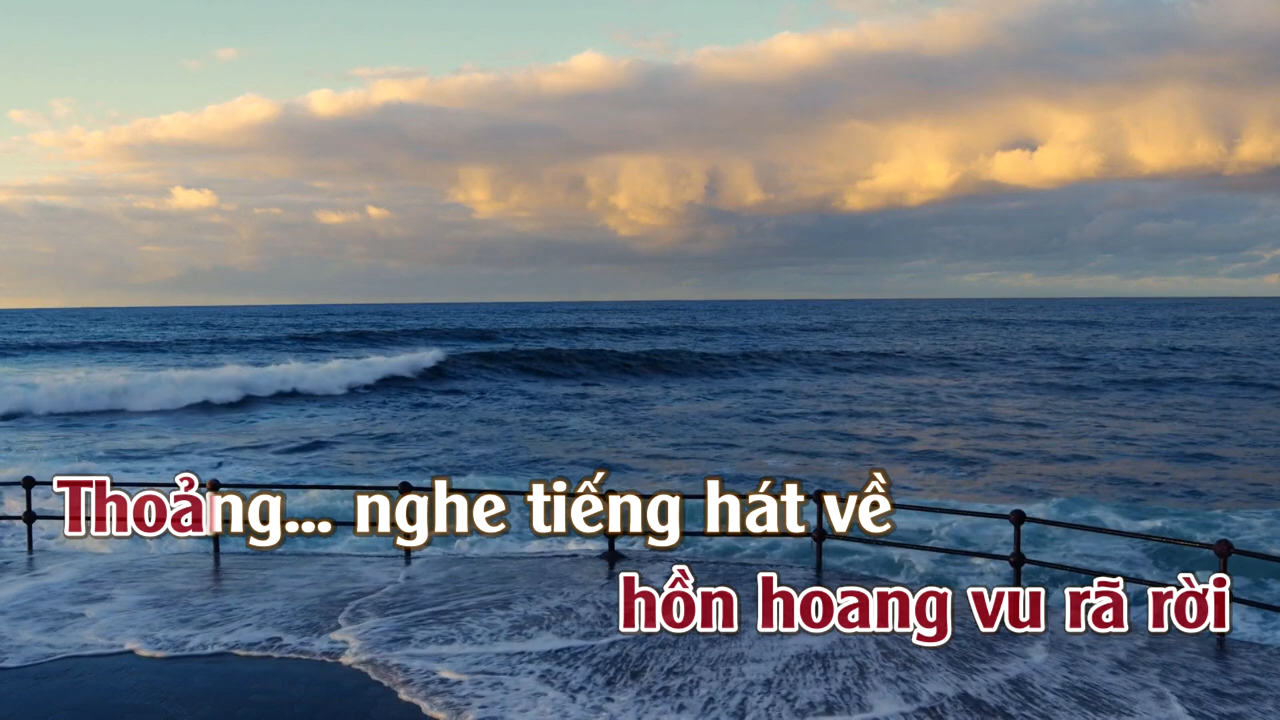 Thoảng... nghe tiếng hát về
hồn hoang vu rã rời